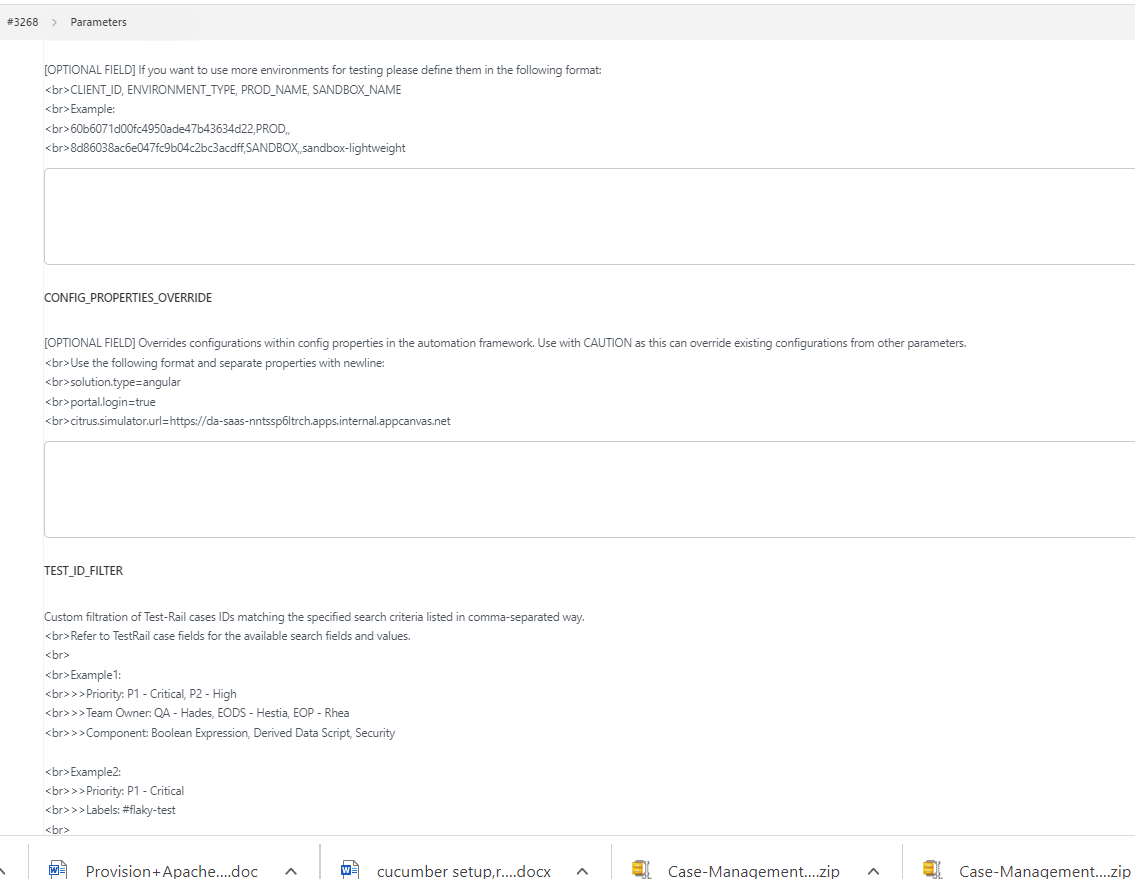 #3268 > Parameters
[OPTIONAL FIELD] If you want to use more environments for testing please define them in the following format:
<br>CLIENT_ID, ENVIRONMENT_TYPE, PROD_NAME, SANDBOX_NAME
<br>Example:
<br>60b6071d00fc4950ade47b43634d22,PROD,,
<br>8d86038ac6e047fc9b04c2bc3acdff,SANDBOX,,sandbox-lightweight
CONFIG_PROPERTIES_OVERRIDE
[OPTIONAL FIELD] Overrides configurations within config properties in the automation framework. Use with CAUTION as this can override existing configurations from other parameters.
<br>Use the following format and separate properties with newline:
<br>solution.type=angular
<br>portal.login=true
<br>citrus.simulator.url=https://da-saas-nntssp6ltrch.apps.internal.appcanvas.net
TEST_ID_FILTER
Custom filtration of Test-Rail cases IDs matching the specified search criteria listed in comma-separated way.
<br>Refer to TestRail case fields for the available search fields and values.
<br>
<br>Example1:
<br>>>Priority: P1 - Critical, P2 - High
<br>>>Team Owner: QA - Hades, EODS - Hestia, EOP - Rhea
<br>>>Component: Boolean Expression, Derived Data Script, Security
<br>Example2:
<br>>>Priority: P1 - Critical
<br>>>Labels: #flaky-test
<br>
Provision+Apache....doc
cucumber setup,r....docx
Case-Management....zip
Case-Management....zip